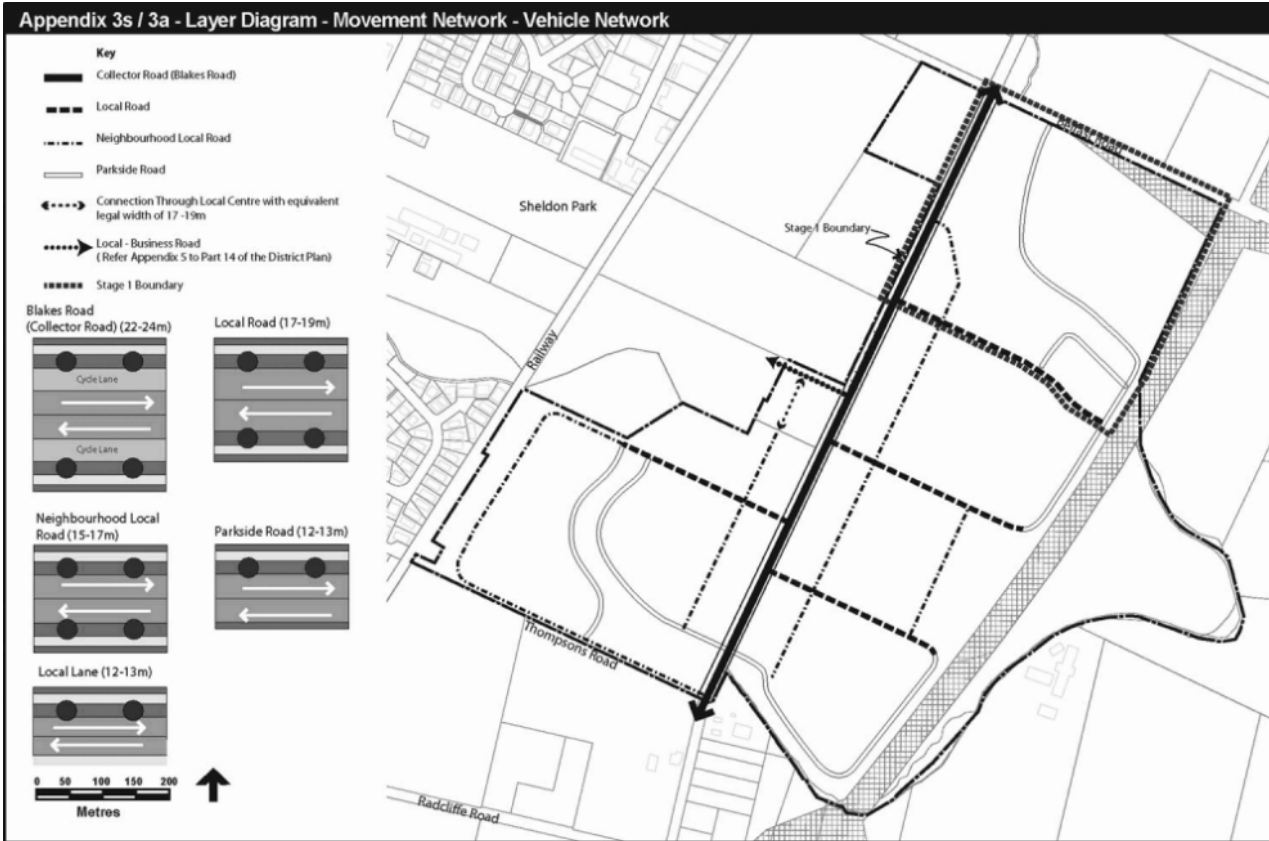 Appendix 3s / 3a - Layer Diagram - Movement Network - Vehicle Network
Key
Collector Road (Blakes Road)
Local Road
Neighbourhood Local Road
Parkside Road
Connection Through Local Centre with equivalent
legal width of 17 -19m
Local - Business Road
( Refer Appendix 5 to Part 14 of the District Plan)
Stage 1 Boundary
Blakes Road
(Collector Road) (22-24m)
Cycle Lane
Cycle Lane
Local Road (17-19m)
Neighbourhood Local
Road (15-17m)
Parkside Road (12-13m)
Local Lane (12-13m)
0 50 100 150 200
Metres
Sheldon Park
Stage 1 Boundary
Railway
Road
Thompsons Road
Radcliffe Road